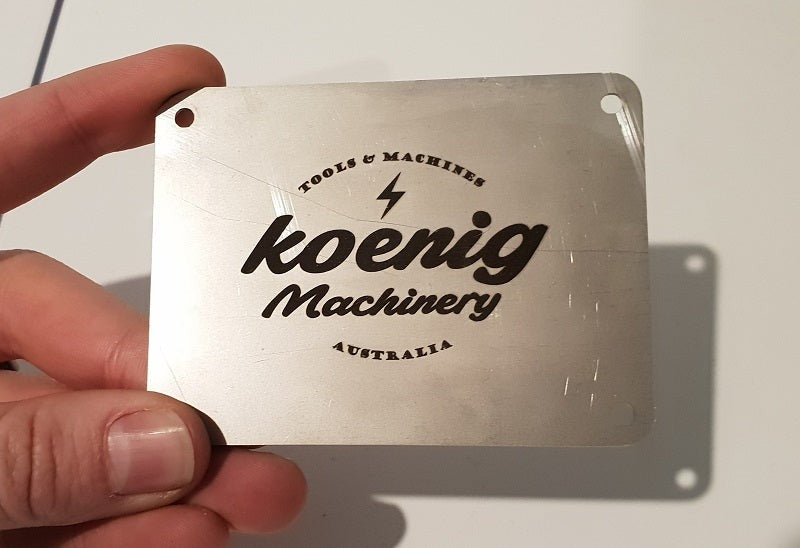 TOOLS & MACHINES
koenig
Machinery
AUSTRALIA